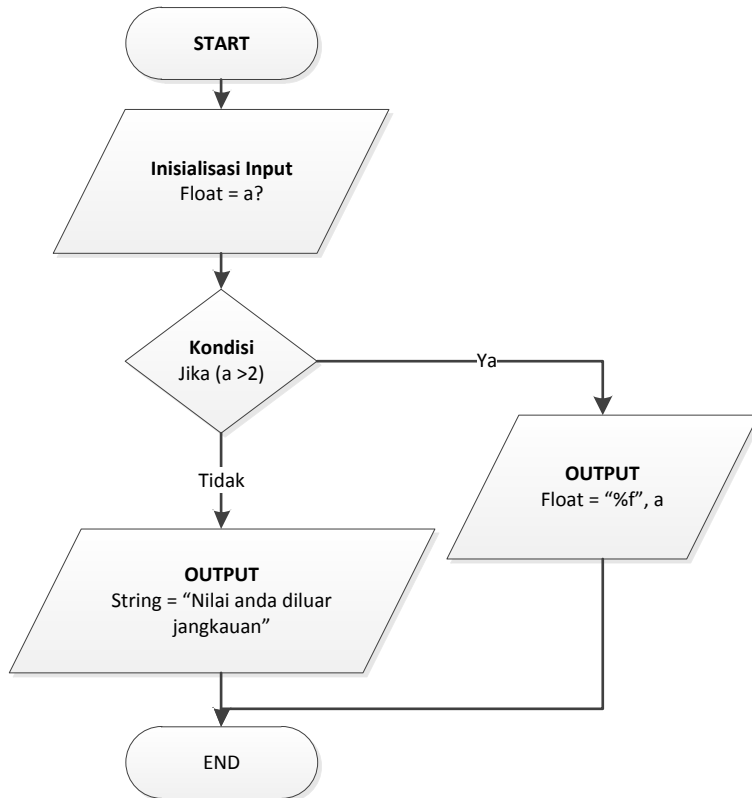 START
Inisialisasi Input
Float = a?
Kondisi
Jika (a >2)
Ya
Tidak
OUTPUT
Float = “%f”, a
OUTPUT
String = “Nilai anda diluar
jangkauan”
END